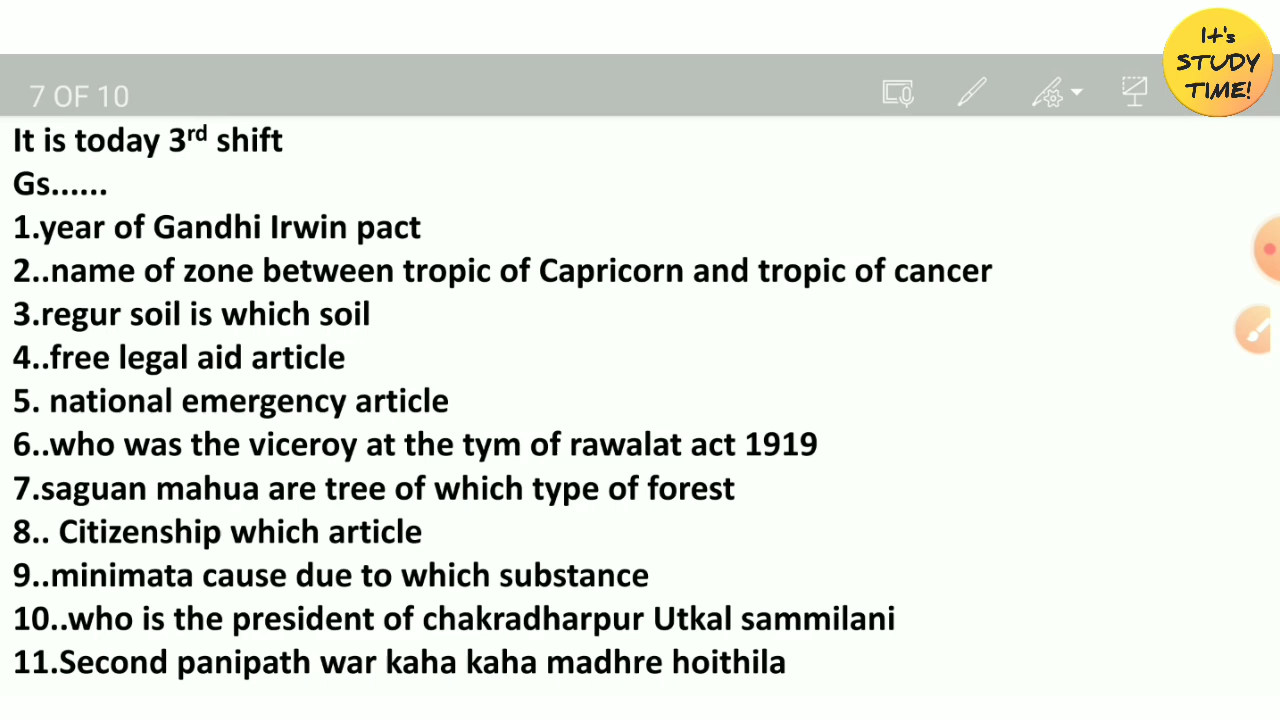 It's
STUDY
TIME!
7 OF 10
It is today 3rd shift
Gs......
1.year of Gandhi Irwin pact
2..name of zone between tropic of Capricorn and tropic of cancer
3.regur soil is which soil
4..free legal aid article
5. national emergency article
6..who was the viceroy at the tym of rawalat act 1919
7.saguan mahua are tree of which type of forest
8.. Citizenship which article
9..minimata cause due to which substance
10..who is the president of chakradharpur Utkal sammilani
11.Second panipath war kaha kaha madhre hoithila